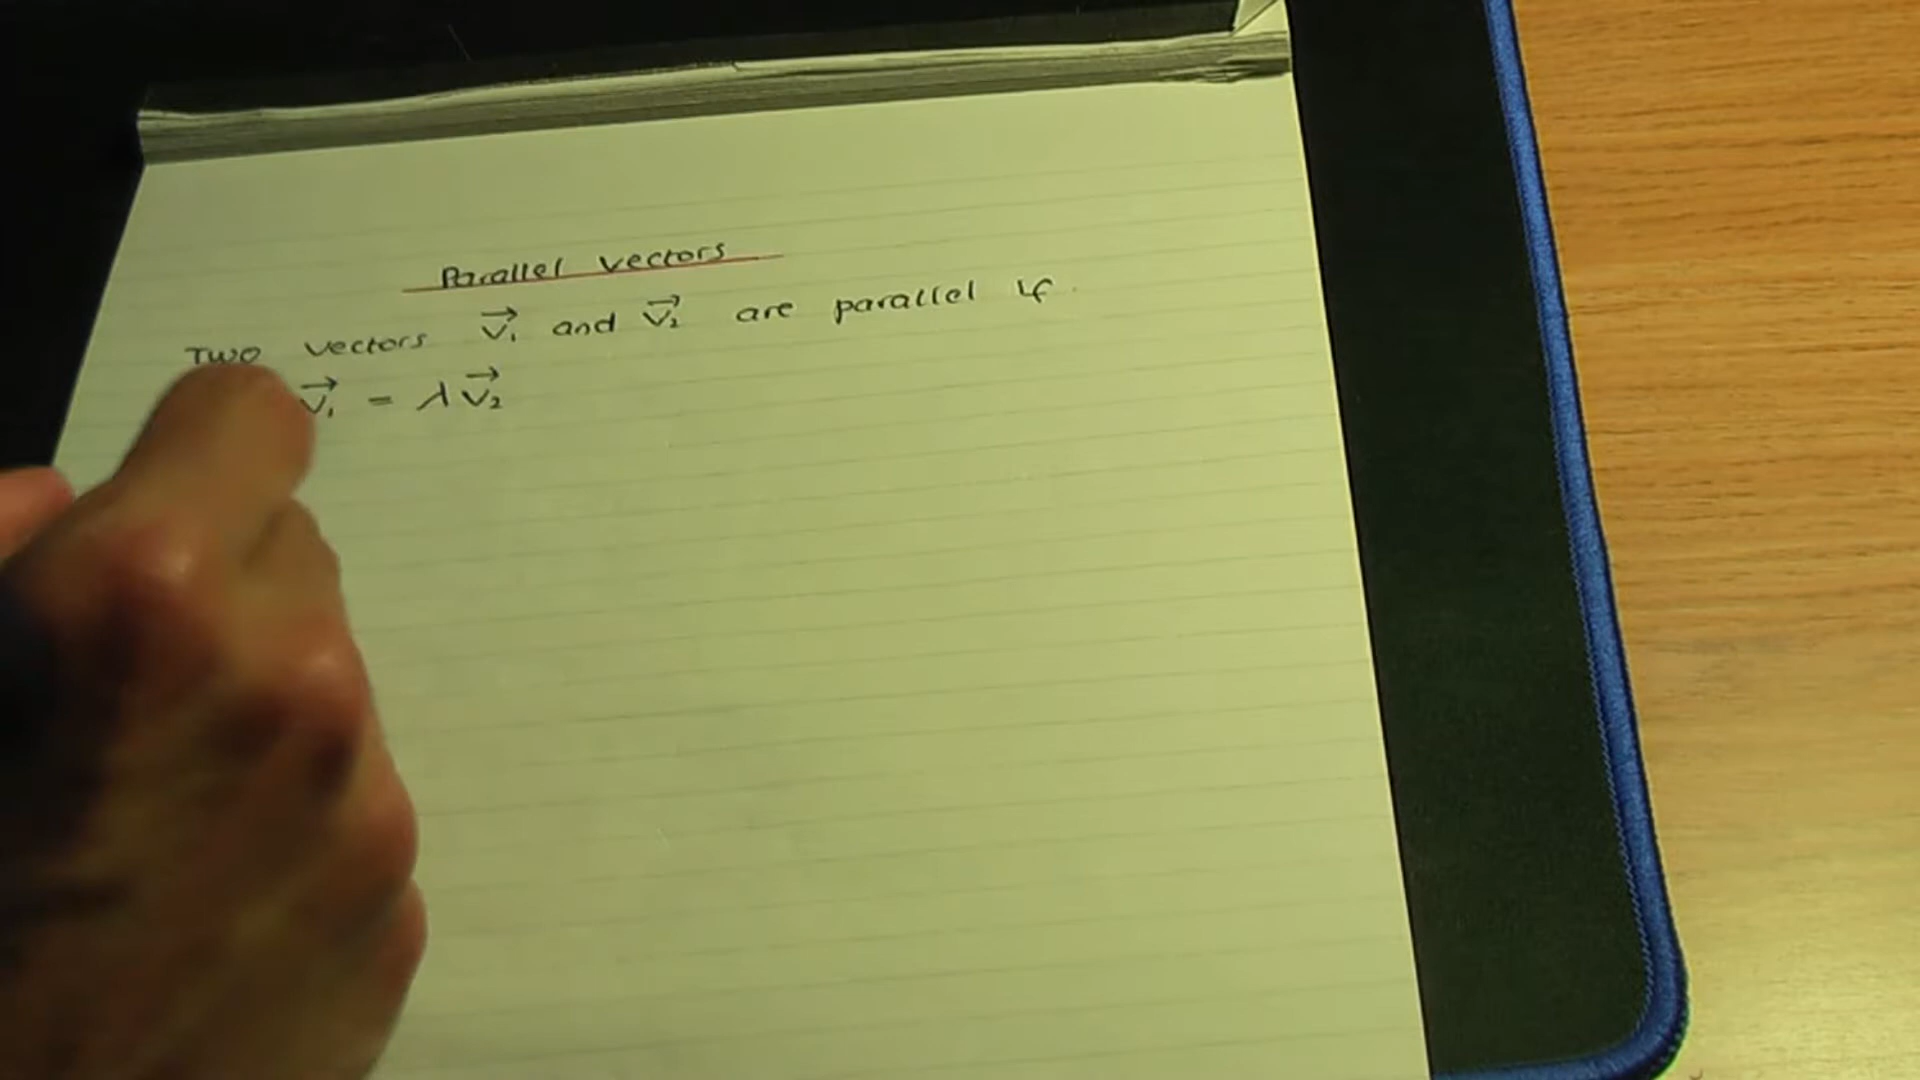 Parallel vectors
Two vectors V⃗₁ and V⃗₂ are parallel if
V⃗₁ = λV⃗₂